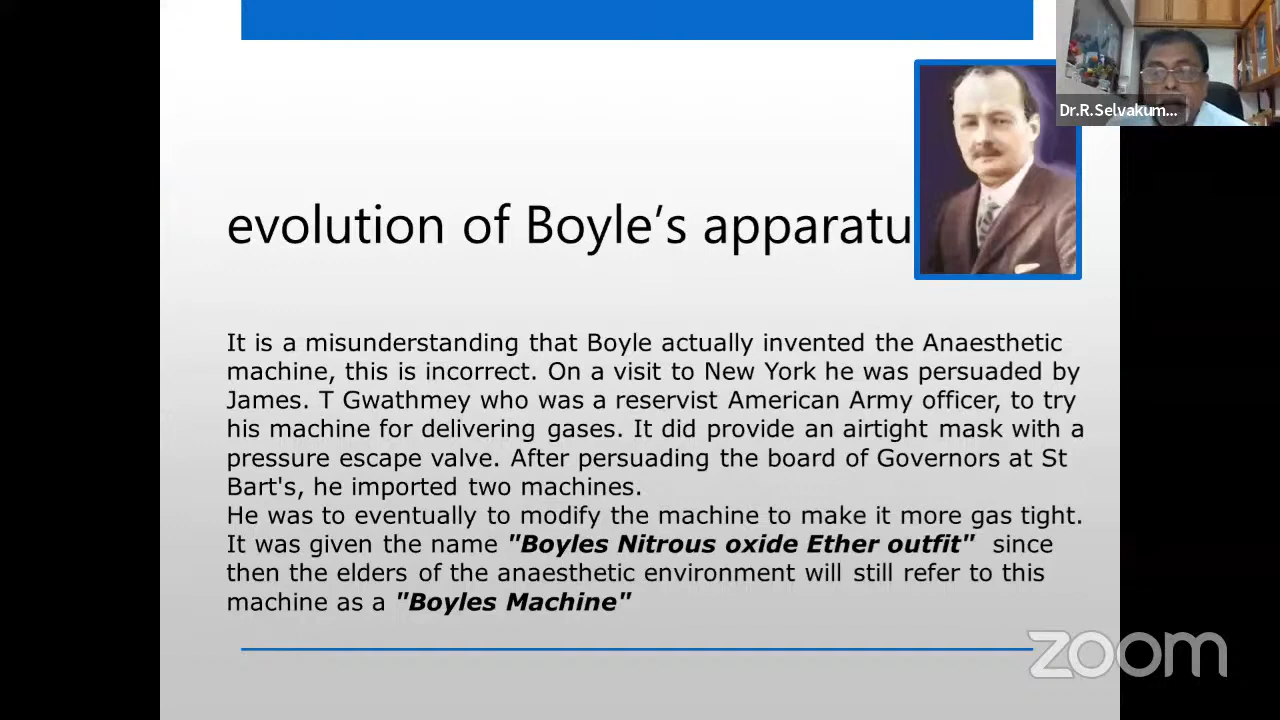 Dr.R.Selvakum...
evolution of Boyle’s apparatu
It is a misunderstanding that Boyle actually invented the Anaesthetic
machine, this is incorrect. On a visit to New York he was persuaded by
James. T Gwathmey who was a reservist American Army officer, to try
his machine for delivering gases. It did provide an airtight mask with a
pressure escape valve. After persuading the board of Governors at St
Bart's, he imported two machines.
He was to eventually to modify the machine to make it more gas tight.
It was given the name "Boyles Nitrous oxide Ether outfit" since
then the elders of the anaesthetic environment will still refer to this
machine as a "Boyles Machine"
zoom